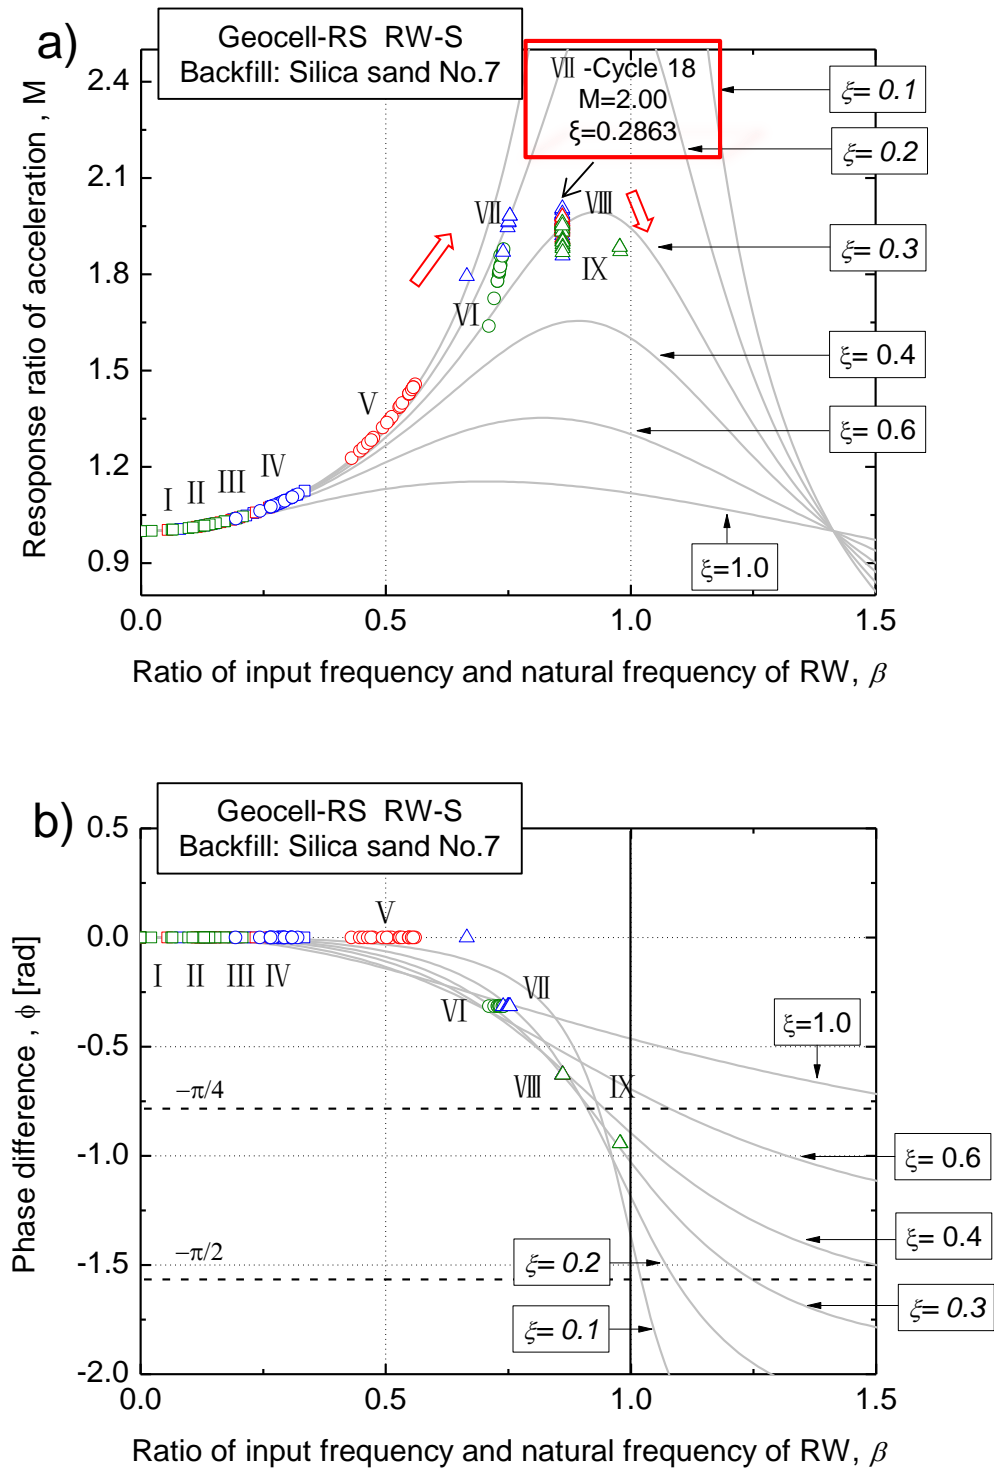 a)
Geocell-RS RW-S
Backfill: Silica sand No.7
Ⅶ -Cycle 18
M=2.00
ξ=0.2863
ξ= 0.1
ξ= 0.2
ξ= 0.3
ξ= 0.4
ξ= 0.6
ξ=1.0
Ⅰ
Ⅱ
Ⅲ
Ⅳ
Ⅴ
Ⅵ
Ⅶ
Ⅷ
Ⅸ
2.4
2.1
1.8
1.5
1.2
0.9
0.0
0.5
1.0
1.5
Resoponse ratio of acceleration , M
Ratio of input frequency and natural frequency of RW, β
b)
Geocell-RS RW-S
Backfill: Silica sand No.7
0.5
0.0
-0.5
-1.0
-1.5
-2.0
Ⅰ
Ⅱ
Ⅲ
Ⅳ
Ⅴ
Ⅵ
Ⅶ
Ⅷ
Ⅸ
−π/4
−π/2
ξ=1.0
ξ= 0.6
ξ= 0.4
ξ= 0.3
ξ= 0.2
ξ= 0.1
0.0
0.5
1.0
1.5
Phase difference , ϕ [rad]
Ratio of input frequency and natural frequency of RW, β